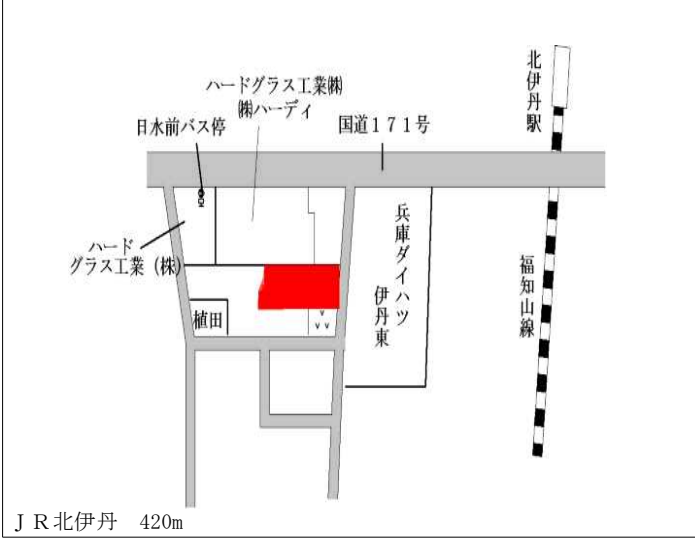 北伊丹駅
ハードグラス工業㈱
㈱ハーディ
日水前バス停
国道171号
ハード
グラス工業(株)
兵庫ダイハツ
伊丹東
福知山線
植田
JR北伊丹 420m